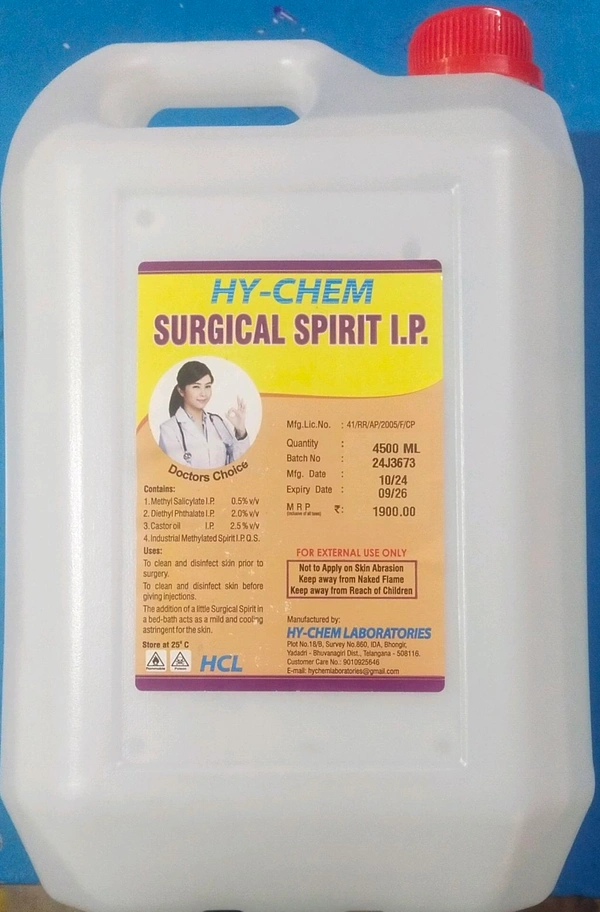 HY-CHEM
SURGICAL SPIRIT I.P.
Doctors Choice
Contains:
1. Methyl Salicylate I.P. 0.5% v/v
2. Diethyl Phthalate I.P. 2.0% v/v
3. Castor oil I.P. 2.5 % v/v
4. Industrial Methylated Spirit I.P. Q.S.
Uses:
To clean and disinfect skin prior to
surgery.
To clean and disinfect skin before
giving injections.
The addition of a little Surgical Spirit in
a bed-bath acts as a mild and cooling
astringent for the skin.
Store at 25° C
Flammable
Poison
HCL
Mfg.Lic.No. : 41/RR/AP/2005/F/CP
Quantity : 4500 ML
Batch No : 24J3673
Mfg. Date : 10/24
Expiry Date : 09/26
M R P ₹: 1900.00
(Inclusive of all taxes)
FOR EXTERNAL USE ONLY
Not to Apply on Skin Abrasion
Keep away from Naked Flame
Keep away from Reach of Children
Manufactured by:
HY-CHEM LABORATORIES
Plot No.18/B, Survey No.860, IDA, Bhongir,
Yadadri - Bhuvanagiri Dist., Telangana - 508116.
Customer Care No.: 9010925646
E-mail: hychemlaboratories@gmail.com